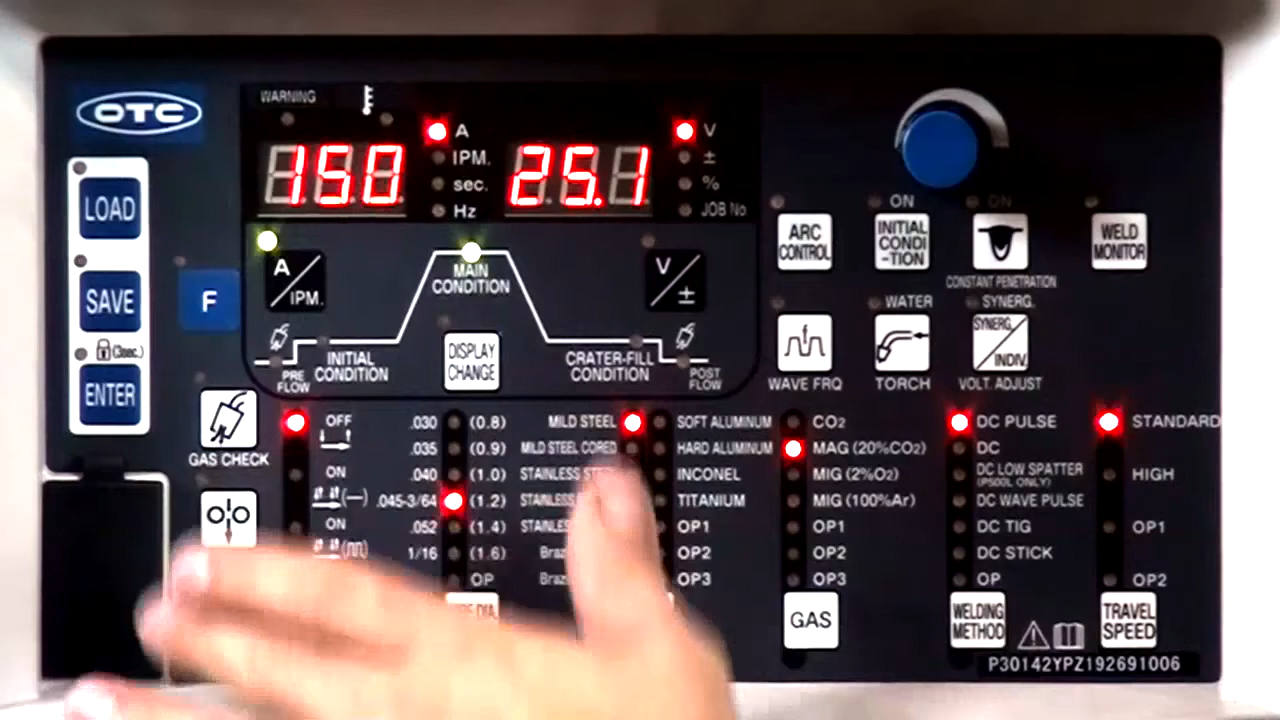 OTC
WARNING
A
IPM.
sec.
Hz
150
25.1
V
±
%
JOB No
LOAD
SAVE
(3sec.)
ENTER
F
A/IPM.
MAIN
CONDITION
V/±
PRE
FLOW
INITIAL
CONDITION
DISPLAY
CHANGE
CRATER-FILL
CONDITION
POST
FLOW
ON
ON
ARC
CONTROL
INITIAL
CONDI
-TION
CONSTANT PENETRATION
WELD
MONITOR
WATER
SYNERG.
SYNERG.
INDIV.
WAVE FRQ
TORCH
VOLT. ADJUST
GAS CHECK
OFF
ON
ON
.030 (0.8)
.035 (0.9)
.040 (1.0)
.045-3/64 (1.2)
.052 (1.4)
1/16 (1.6)
OP
MILD STEEL
MILD STEEL CORED
SOFT ALUMINUM
HARD ALUMINUM
INCONEL
TITANIUM
OP1
OP2
OP3
CO2
MAG (20%CO2)
MIG (2%O2)
MIG (100%Ar)
OP1
OP2
OP3
GAS
DC PULSE
DC
DC LOW SPATTER
(P500L ONLY)
DC WAVE PULSE
DC TIG
DC STICK
OP
WELDING
METHOD
STANDARD
HIGH
OP1
OP2
TRAVEL
SPEED
P30142YPZ192691006